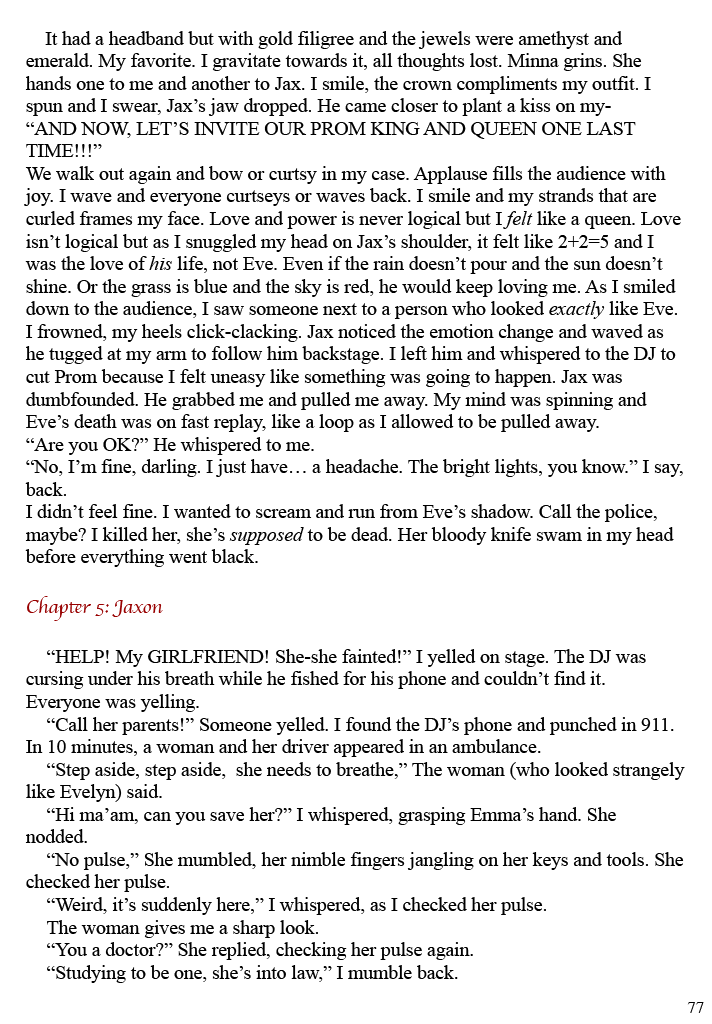 It had a headband but with gold filigree and the jewels were amethyst and
emerald. My favorite. I gravitate towards it, all thoughts lost. Minna grins. She
hands one to me and another to Jax. I smile, the crown compliments my outfit. I
spun and I swear, Jax’s jaw dropped. He came closer to plant a kiss on my-
“AND NOW, LET’S INVITE OUR PROM KING AND QUEEN ONE LAST
TIME!!!”
We walk out again and bow or curtsy in my case. Applause fills the audience with
joy. I wave and everyone curtseys or waves back. I smile and my strands that are
curled frames my face. Love and power is never logical but I felt like a queen. Love
isn’t logical but as I snuggled my head on Jax’s shoulder, it felt like 2+2=5 and I
was the love of his life, not Eve. Even if the rain doesn’t pour and the sun doesn’t
shine. Or the grass is blue and the sky is red, he would keep loving me. As I smiled
down to the audience, I saw someone next to a person who looked exactly like Eve.
I frowned, my heels click-clacking. Jax noticed the emotion change and waved as
he tugged at my arm to follow him backstage. I left him and whispered to the DJ to
cut Prom because I felt uneasy like something was going to happen. Jax was
dumbfounded. He grabbed me and pulled me away. My mind was spinning and
Eve’s death was on fast replay, like a loop as I allowed to be pulled away.
“Are you OK?” He whispered to me.
“No, I’m fine, darling. I just have… a headache. The bright lights, you know.” I say,
back.
I didn’t feel fine. I wanted to scream and run from Eve’s shadow. Call the police,
maybe? I killed her, she’s supposed to be dead. Her bloody knife swam in my head
before everything went black.
Chapter 5: Jaxon
“HELP! My GIRLFRIEND! She-she fainted!” I yelled on stage. The DJ was
cursing under his breath while he fished for his phone and couldn’t find it.
Everyone was yelling.
“Call her parents!” Someone yelled. I found the DJ’s phone and punched in 911.
In 10 minutes, a woman and her driver appeared in an ambulance.
“Step aside, step aside,  she needs to breathe,” The woman (who looked strangely
like Evelyn) said.
“Hi ma’am, can you save her?” I whispered, grasping Emma’s hand. She
nodded.
“No pulse,” She mumbled, her nimble fingers jangling on her keys and tools. She
checked her pulse.
“Weird, it’s suddenly here,” I whispered, as I checked her pulse.
The woman gives me a sharp look.
“You a doctor?” She replied, checking her pulse again.
“Studying to be one, she’s into law,” I mumble back.
77